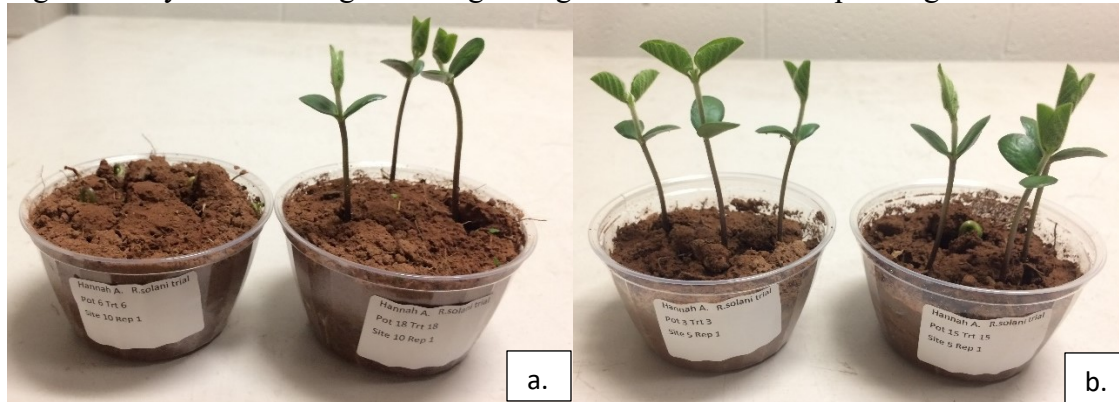 Hannah A. R.solani trial
Pot 6 Trt 6
Site 10 Rep 1
Hannah A. R.solani trial
Pot 18 Trt 18
Site 10 Rep 1
a.
Hannah A. R.solani trial
Pot 3 Trt 3
Site 5 Rep 1
Hannah A. R.solani trial
Pot 15 Trt 15
Site 5 Rep 1
b.